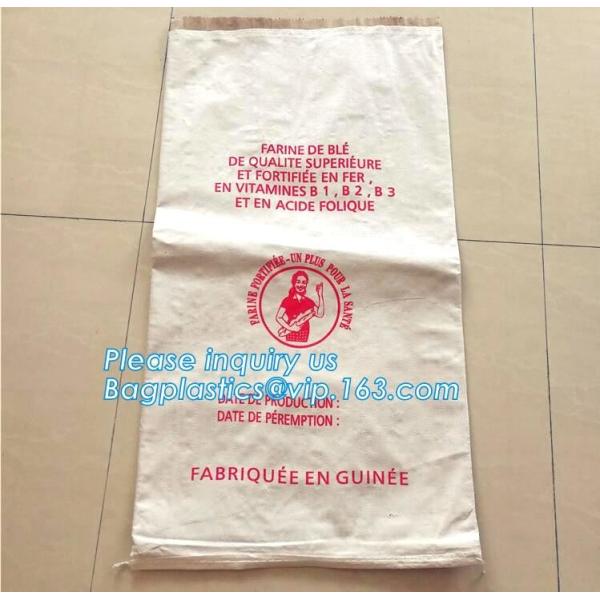 FARINE DE BLÉ
DE QUALITE SUPERIÉURE
ET FORTIFIÉE EN FER ,
EN VITAMINES B 1 , B 2 , B 3
ET EN ACIDE FOLIQUE
FARINE FORTIFIÉE - UN PLUS POUR LA SANTÉ
Please inquiry us
Bagplastics@vip.163.com
DATE DE PRODUCTION :
DATE DE PÉREMPTION :
FABRIQUÉE EN GUINÉE